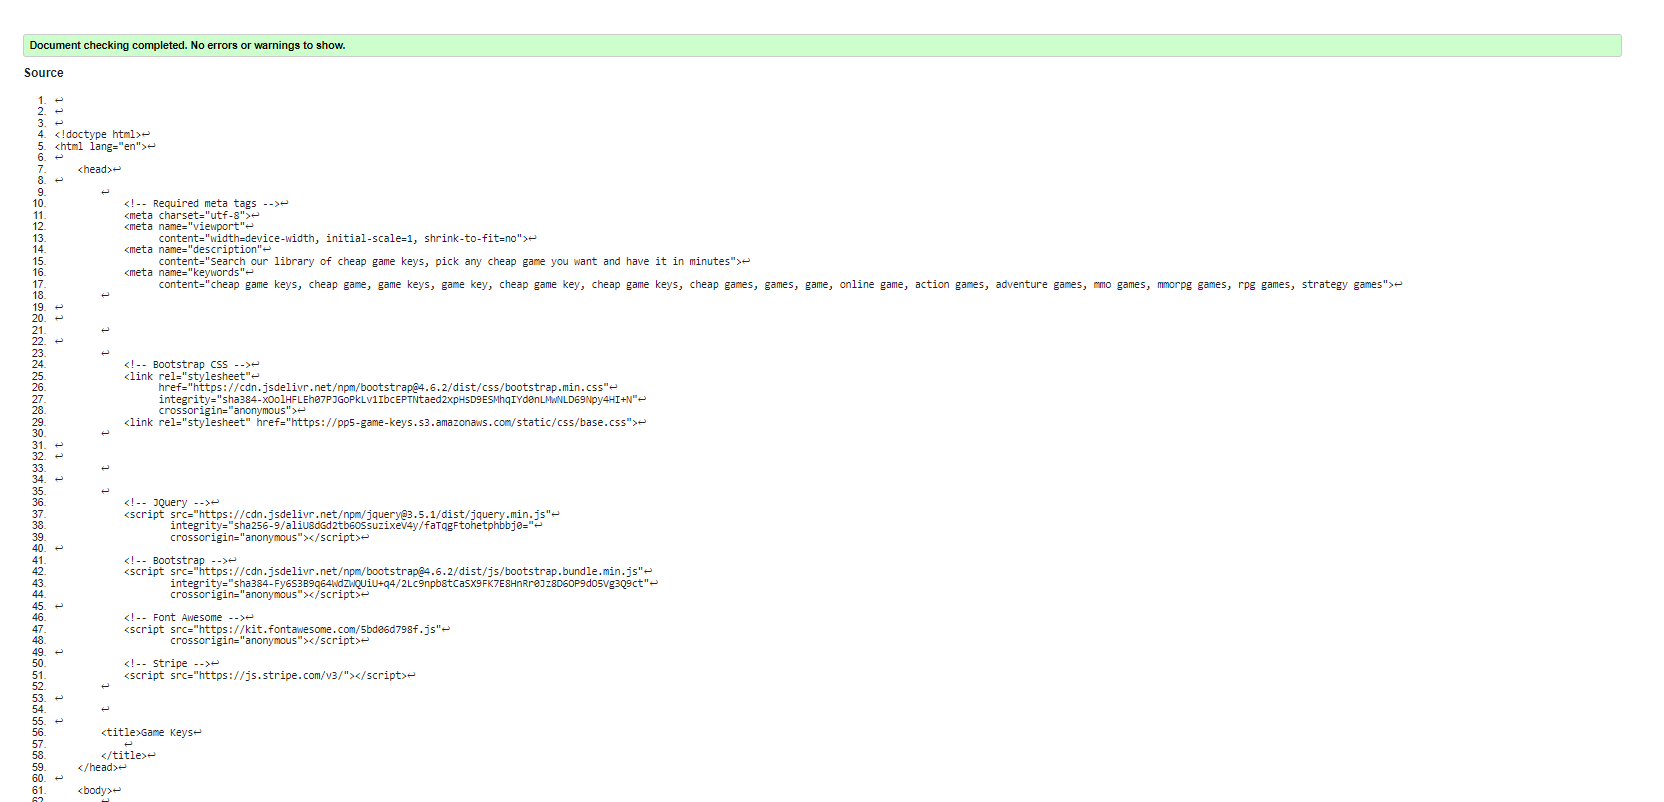 Document checking completed. No errors or warnings to show.
Source
1. ↩
2. ↩
3. ↩
4. <!doctype html>↩
5. <html lang="en">↩
6. ↩
7. <head>↩
8. ↩
9. ↩
10. <!-- Required meta tags -->↩
11. <meta charset="utf-8">↩
12. <meta name="viewport"↩
13. content="width=device-width, initial-scale=1, shrink-to-fit=no">↩
14. <meta name="description"↩
15. content="Search our library of cheap game keys, pick any cheap game you want and have it in minutes">↩
16. <meta name="keywords"↩
17. content="cheap game keys, cheap game, game keys, game key, cheap game key, cheap game keys, cheap games, games, game, online game, action games, adventure games, mmo games, mmorpg games, rpg games, strategy games">↩
18. ↩
19. ↩
20. ↩
21. ↩
22. ↩
23. ↩
24. <!-- Bootstrap CSS -->↩
25. <link rel="stylesheet"↩
26. href="https://cdn.jsdelivr.net/npm/bootstrap@4.6.2/dist/css/bootstrap.min.css"↩
27. integrity="sha384-xOolHFLEh07PJGoPkLv1IbcEPTNtaed2xpHsD9ESMhqIYd0nLMwNLD69Npy4HI+N"↩
28. crossorigin="anonymous">↩
29. <link rel="stylesheet" href="https://pp5-game-keys.s3.amazonaws.com/static/css/base.css">↩
30. ↩
31. ↩
32. ↩
33. ↩
34. ↩
35. ↩
36. <!-- JQuery -->↩
37. <script src="https://cdn.jsdelivr.net/npm/jquery@3.5.1/dist/jquery.min.js"↩
38. integrity="sha256-9/aliU8dGd2tb6OSsuzixeV4y/faTqgFtohetphbbj0="↩
39. crossorigin="anonymous"></script>↩
40. ↩
41. <!-- Bootstrap -->↩
42. <script src="https://cdn.jsdelivr.net/npm/bootstrap@4.6.2/dist/js/bootstrap.bundle.min.js"↩
43. integrity="sha384-Fy6S3B9q64WdZWQUiU+q4/2Lc9npb8tCaSX9FK7E8HnRr0Jz8D6OP9dO5Vg3Q9ct"↩
44. crossorigin="anonymous"></script>↩
45. ↩
46. <!-- Font Awesome -->↩
47. <script src="https://kit.fontawesome.com/5bd06d798f.js"↩
48. crossorigin="anonymous"></script>↩
49. ↩
50. <!-- Stripe -->↩
51. <script src="https://js.stripe.com/v3/"></script>↩
52. ↩
53. ↩
54. ↩
55. ↩
56. <title>Game Keys↩
57. ↩
58. </title>↩
59. </head>↩
60. ↩
61. <body>↩
62. ↩